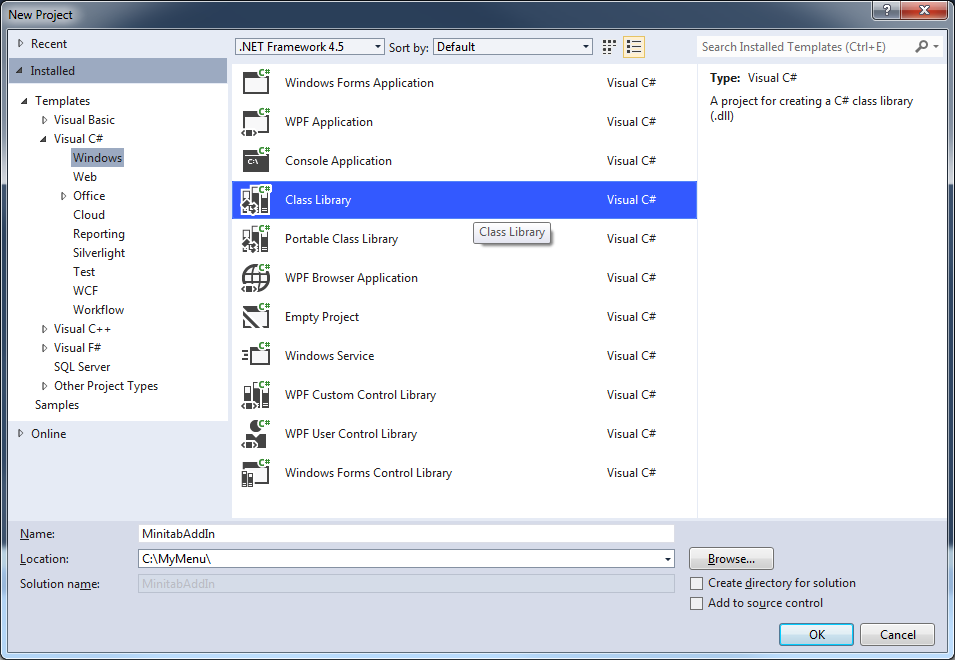 New Project
?
Recent
Installed
Templates
Visual Basic
Visual C#
Windows
Web
Office
Cloud
Reporting
Silverlight
Test
WCF
Workflow
Visual C++
Visual F#
SQL Server
Other Project Types
Samples
Online
.NET Framework 4.5 Sort by: Default
C# Windows Forms Application Visual C#
C# WPF Application Visual C#
C# C:\ Console Application Visual C#
C# Class Library Visual C#
Class Library
C# Portable Class Library Visual C#
C# WPF Browser Application Visual C#
C# Empty Project Visual C#
C# Windows Service Visual C#
C# WPF Custom Control Library Visual C#
C# WPF User Control Library Visual C#
C# Windows Forms Control Library Visual C#
Search Installed Templates (Ctrl+E)
Type: Visual C#
A project for creating a C# class library
(.dll)
Name: MinitabAddIn
Location: C:\MyMenu\ Browse...
Solution name: MinitabAddIn
Create directory for solution
Add to source control
OK Cancel